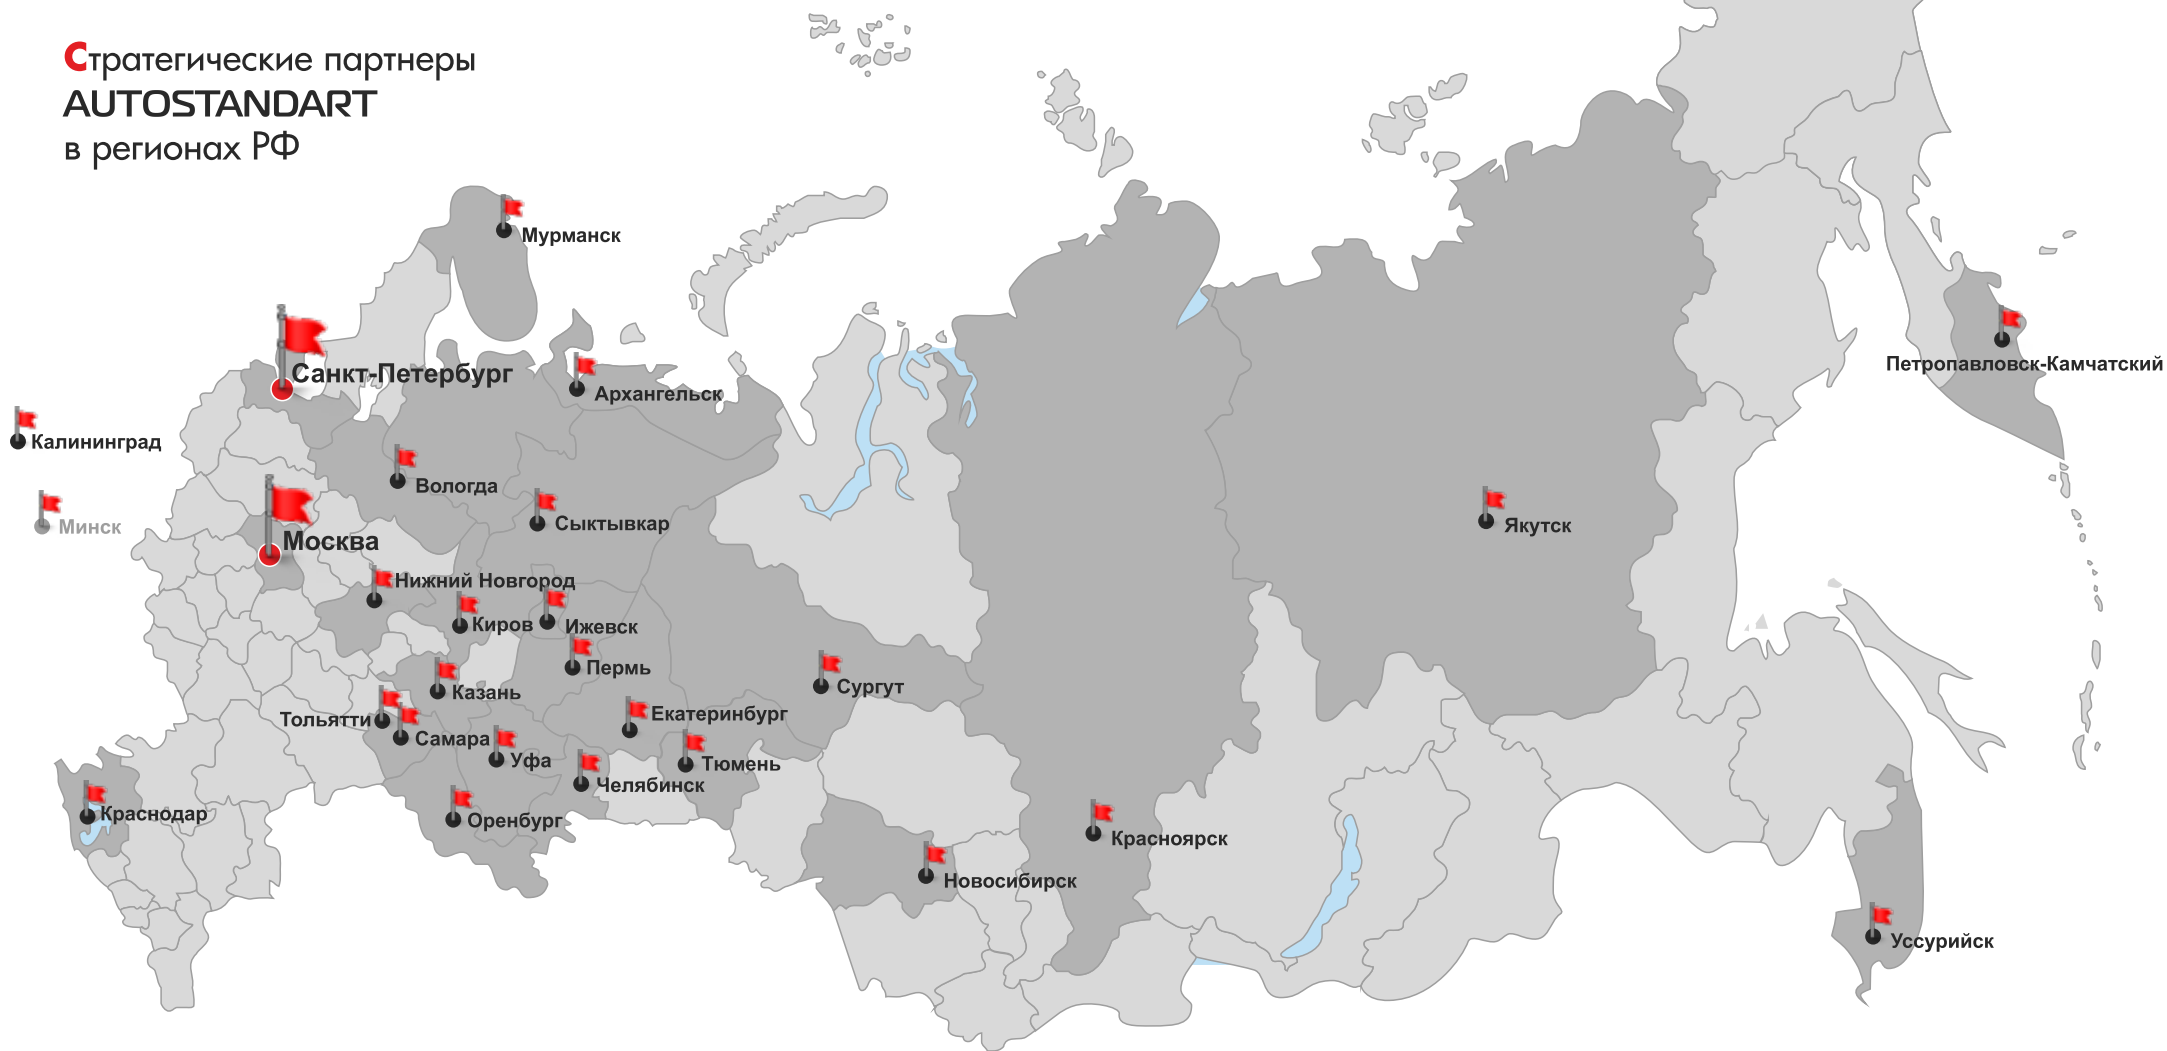 Стратегические партнеры
AUTOSTANDART
в регионах РФ
Мурманск
Петропавловск-Камчатский
Санкт-Петербург
Архангельск
Калининград
Вологда
Сыктывкар
Якутск
Минск
Москва
Нижний Новгород
Киров
Ижевск
Пермь
Казань
Сургут
Тольятти
Екатеринбург
Самара
Уфа
Тюмень
Челябинск
Краснодар
Оренбург
Красноярск
Новосибирск
Уссурийск